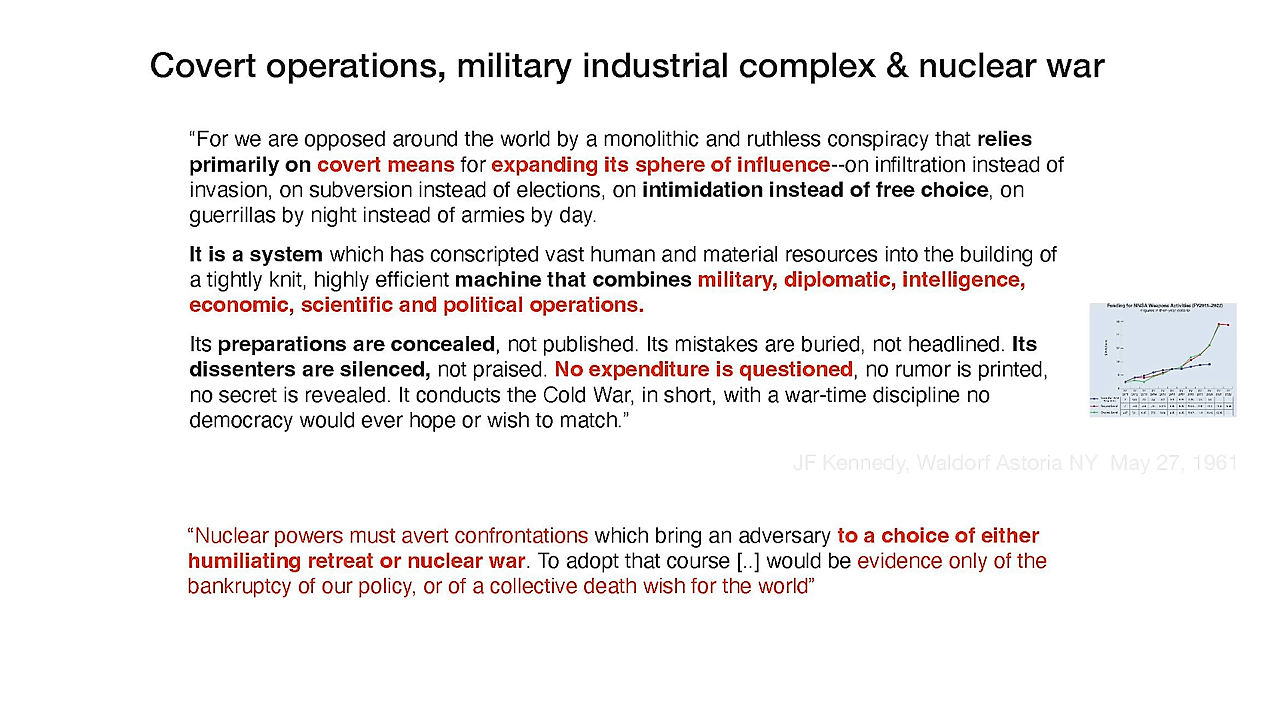 Covert operations, military industrial complex & nuclear war
“For we are opposed around the world by a monolithic and ruthless conspiracy that relies
primarily on covert means for expanding its sphere of influence--on infiltration instead of
invasion, on subversion instead of elections, on intimidation instead of free choice, on
guerrillas by night instead of armies by day.
It is a system which has conscripted vast human and material resources into the building of
a tightly knit, highly efficient machine that combines military, diplomatic, intelligence,
economic, scientific and political operations.
Its preparations are concealed, not published. Its mistakes are buried, not headlined. Its
dissenters are silenced, not praised. No expenditure is questioned, no rumor is printed,
no secret is revealed. It conducts the Cold War, in short, with a war-time discipline no
democracy would ever hope or wish to match.”
Funding for NNSA Weapons Activities (FY2011–2022)
JF Kennedy, Waldorf Astoria NY May 27, 1961
“Nuclear powers must avert confrontations which bring an adversary to a choice of either
humiliating retreat or nuclear war. To adopt that course [..] would be evidence only of the
bankruptcy of our policy, or of a collective death wish for the world”